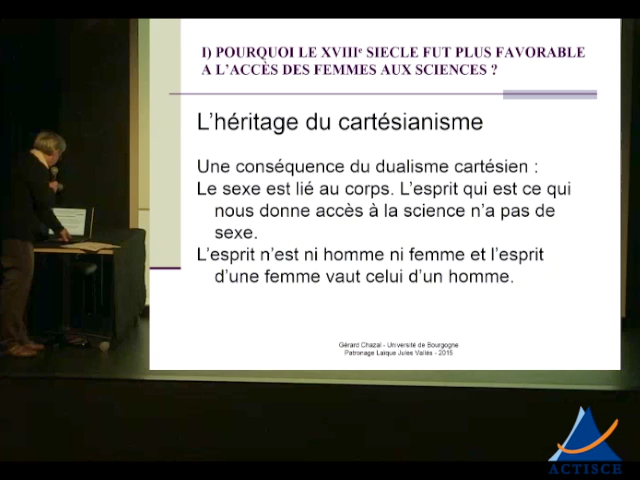 I) POURQUOI LE XVIIIe SIECLE FUT PLUS FAVORABLE
A L'ACCÈS DES FEMMES AUX SCIENCES ?
L'héritage du cartésianisme
Une conséquence du dualisme cartésien :
Le sexe est lié au corps. L'esprit qui est ce qui
nous donne accès à la science n'a pas de
sexe.
L'esprit n'est ni homme ni femme et l'esprit
d'une femme vaut celui d'un homme.
Gérard Chazal - Université de Bourgogne
Patronage Laïque Jules Vallès - 2015
ACTISCE